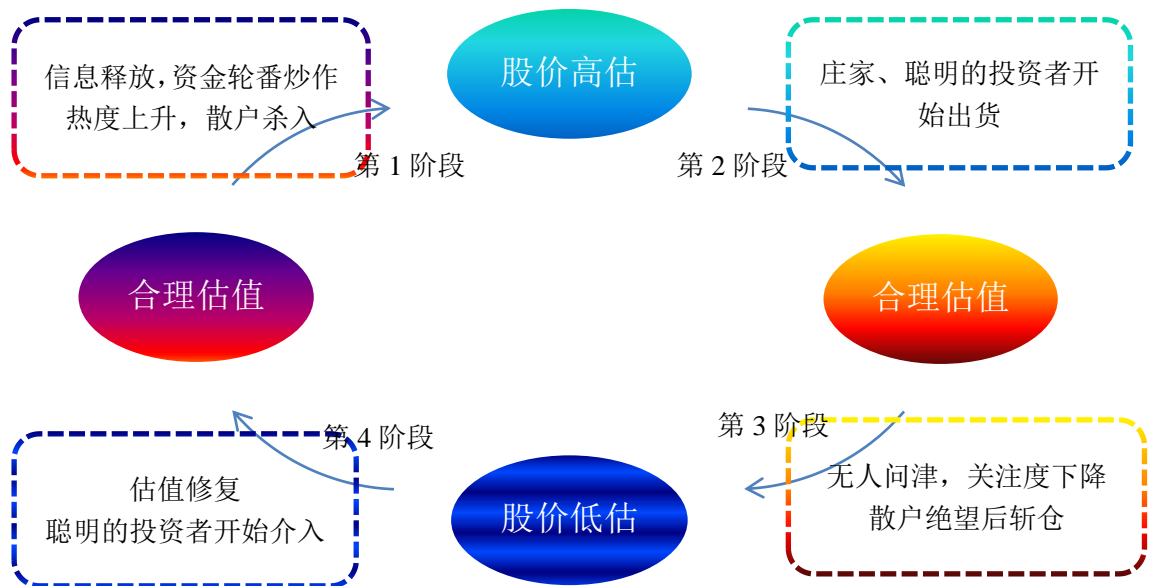 信息释放，资金轮番炒作
热度上升，散户杀入
股价高估
庄家、聪明的投资者开
始出货
第 1 阶段
第 2 阶段
合理估值
合理估值
第 4 阶段
第 3 阶段
估值修复
聪明的投资者开始介入
股价低估
无人问津，关注度下降
散户绝望后斩仓